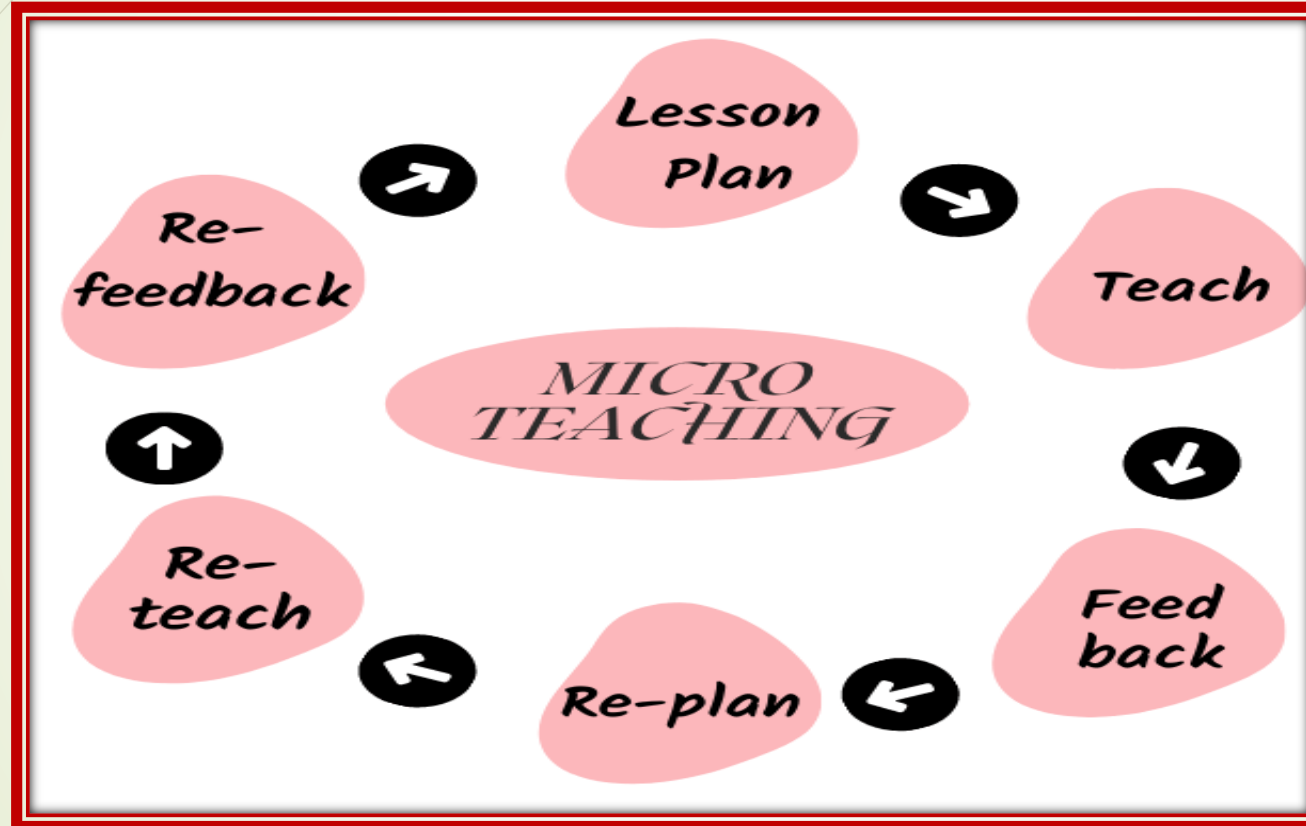 Lesson
Plan
Teach
Feed
back
Re-plan
Re-
teach
Re-
feedback
MICRO
TEACHING